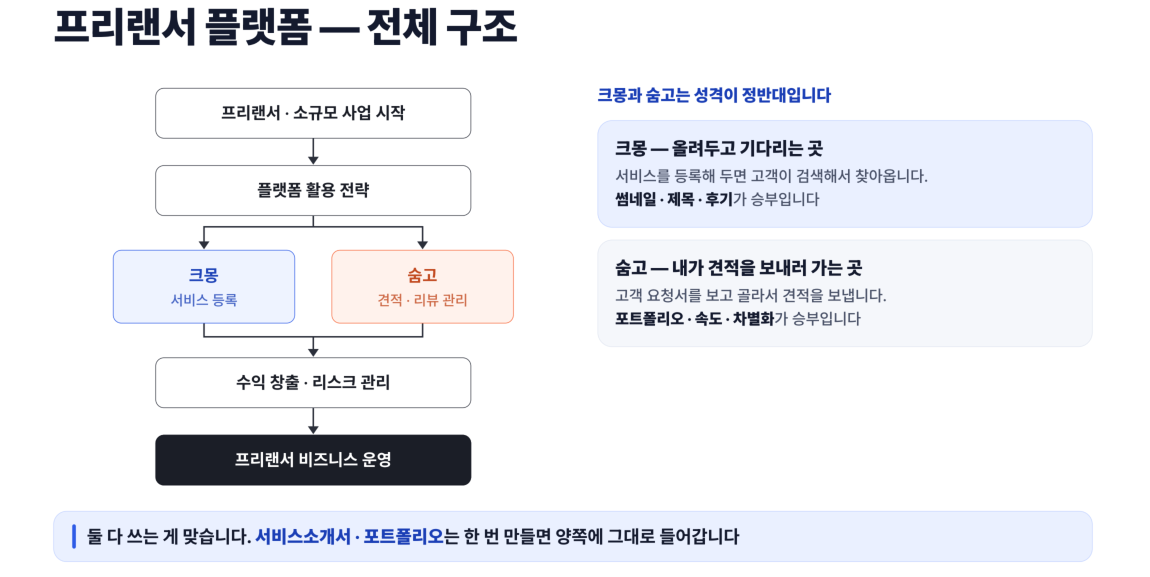 프리랜서 플랫폼 — 전체 구조
프리랜서 · 소규모 사업 시작
플랫폼 활용 전략
크몽
서비스 등록
숨고
견적 · 리뷰 관리
수익 창출 · 리스크 관리
프리랜서 비즈니스 운영
크몽과 숨고는 성격이 정반대입니다
크몽 — 올려두고 기다리는 곳
서비스를 등록해 두면 고객이 검색해서 찾아옵니다.
썸네일 · 제목 · 후기가 승부입니다
숨고 — 내가 견적을 보내러 가는 곳
고객 요청서를 보고 골라서 견적을 보냅니다.
포트폴리오 · 속도 · 차별화가 승부입니다
둘 다 쓰는 게 맞습니다. 서비스소개서 · 포트폴리오는 한 번 만들면 양쪽에 그대로 들어갑니다